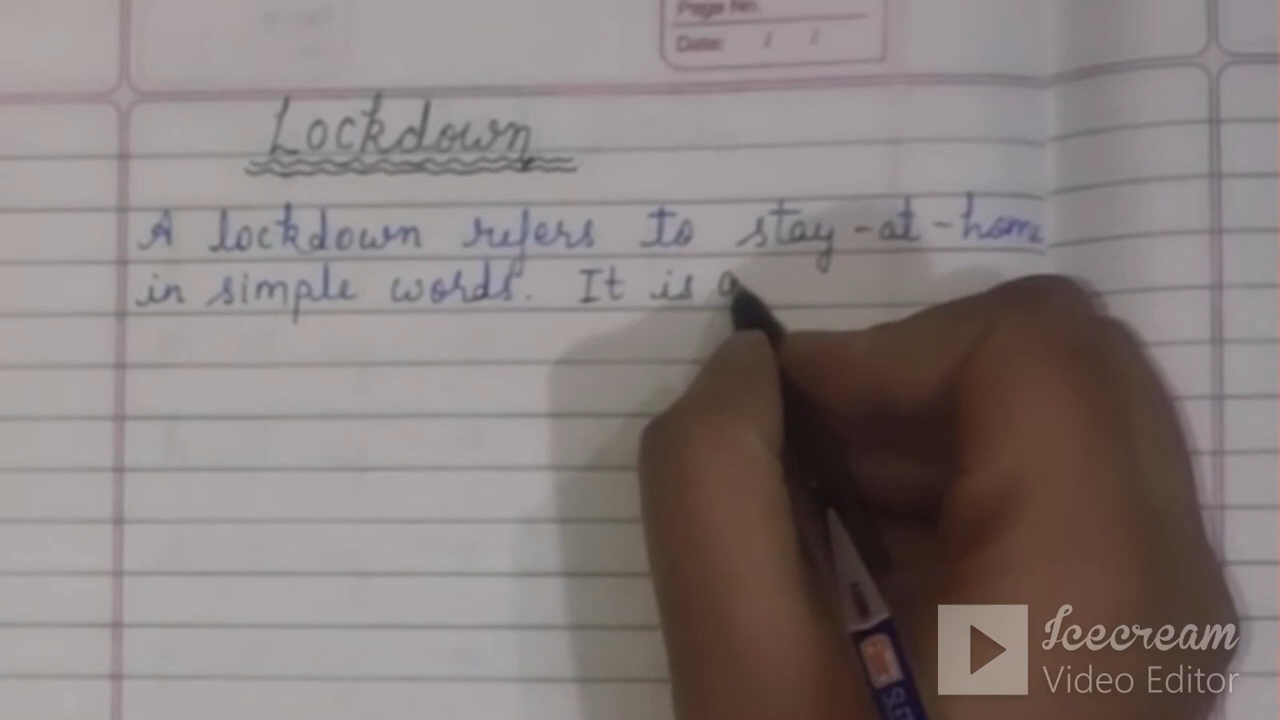 Page No.
Date: / /
Lockdown
A lockdown refers to stay-at-home
in simple words. It is a
Icecream
Video Editor